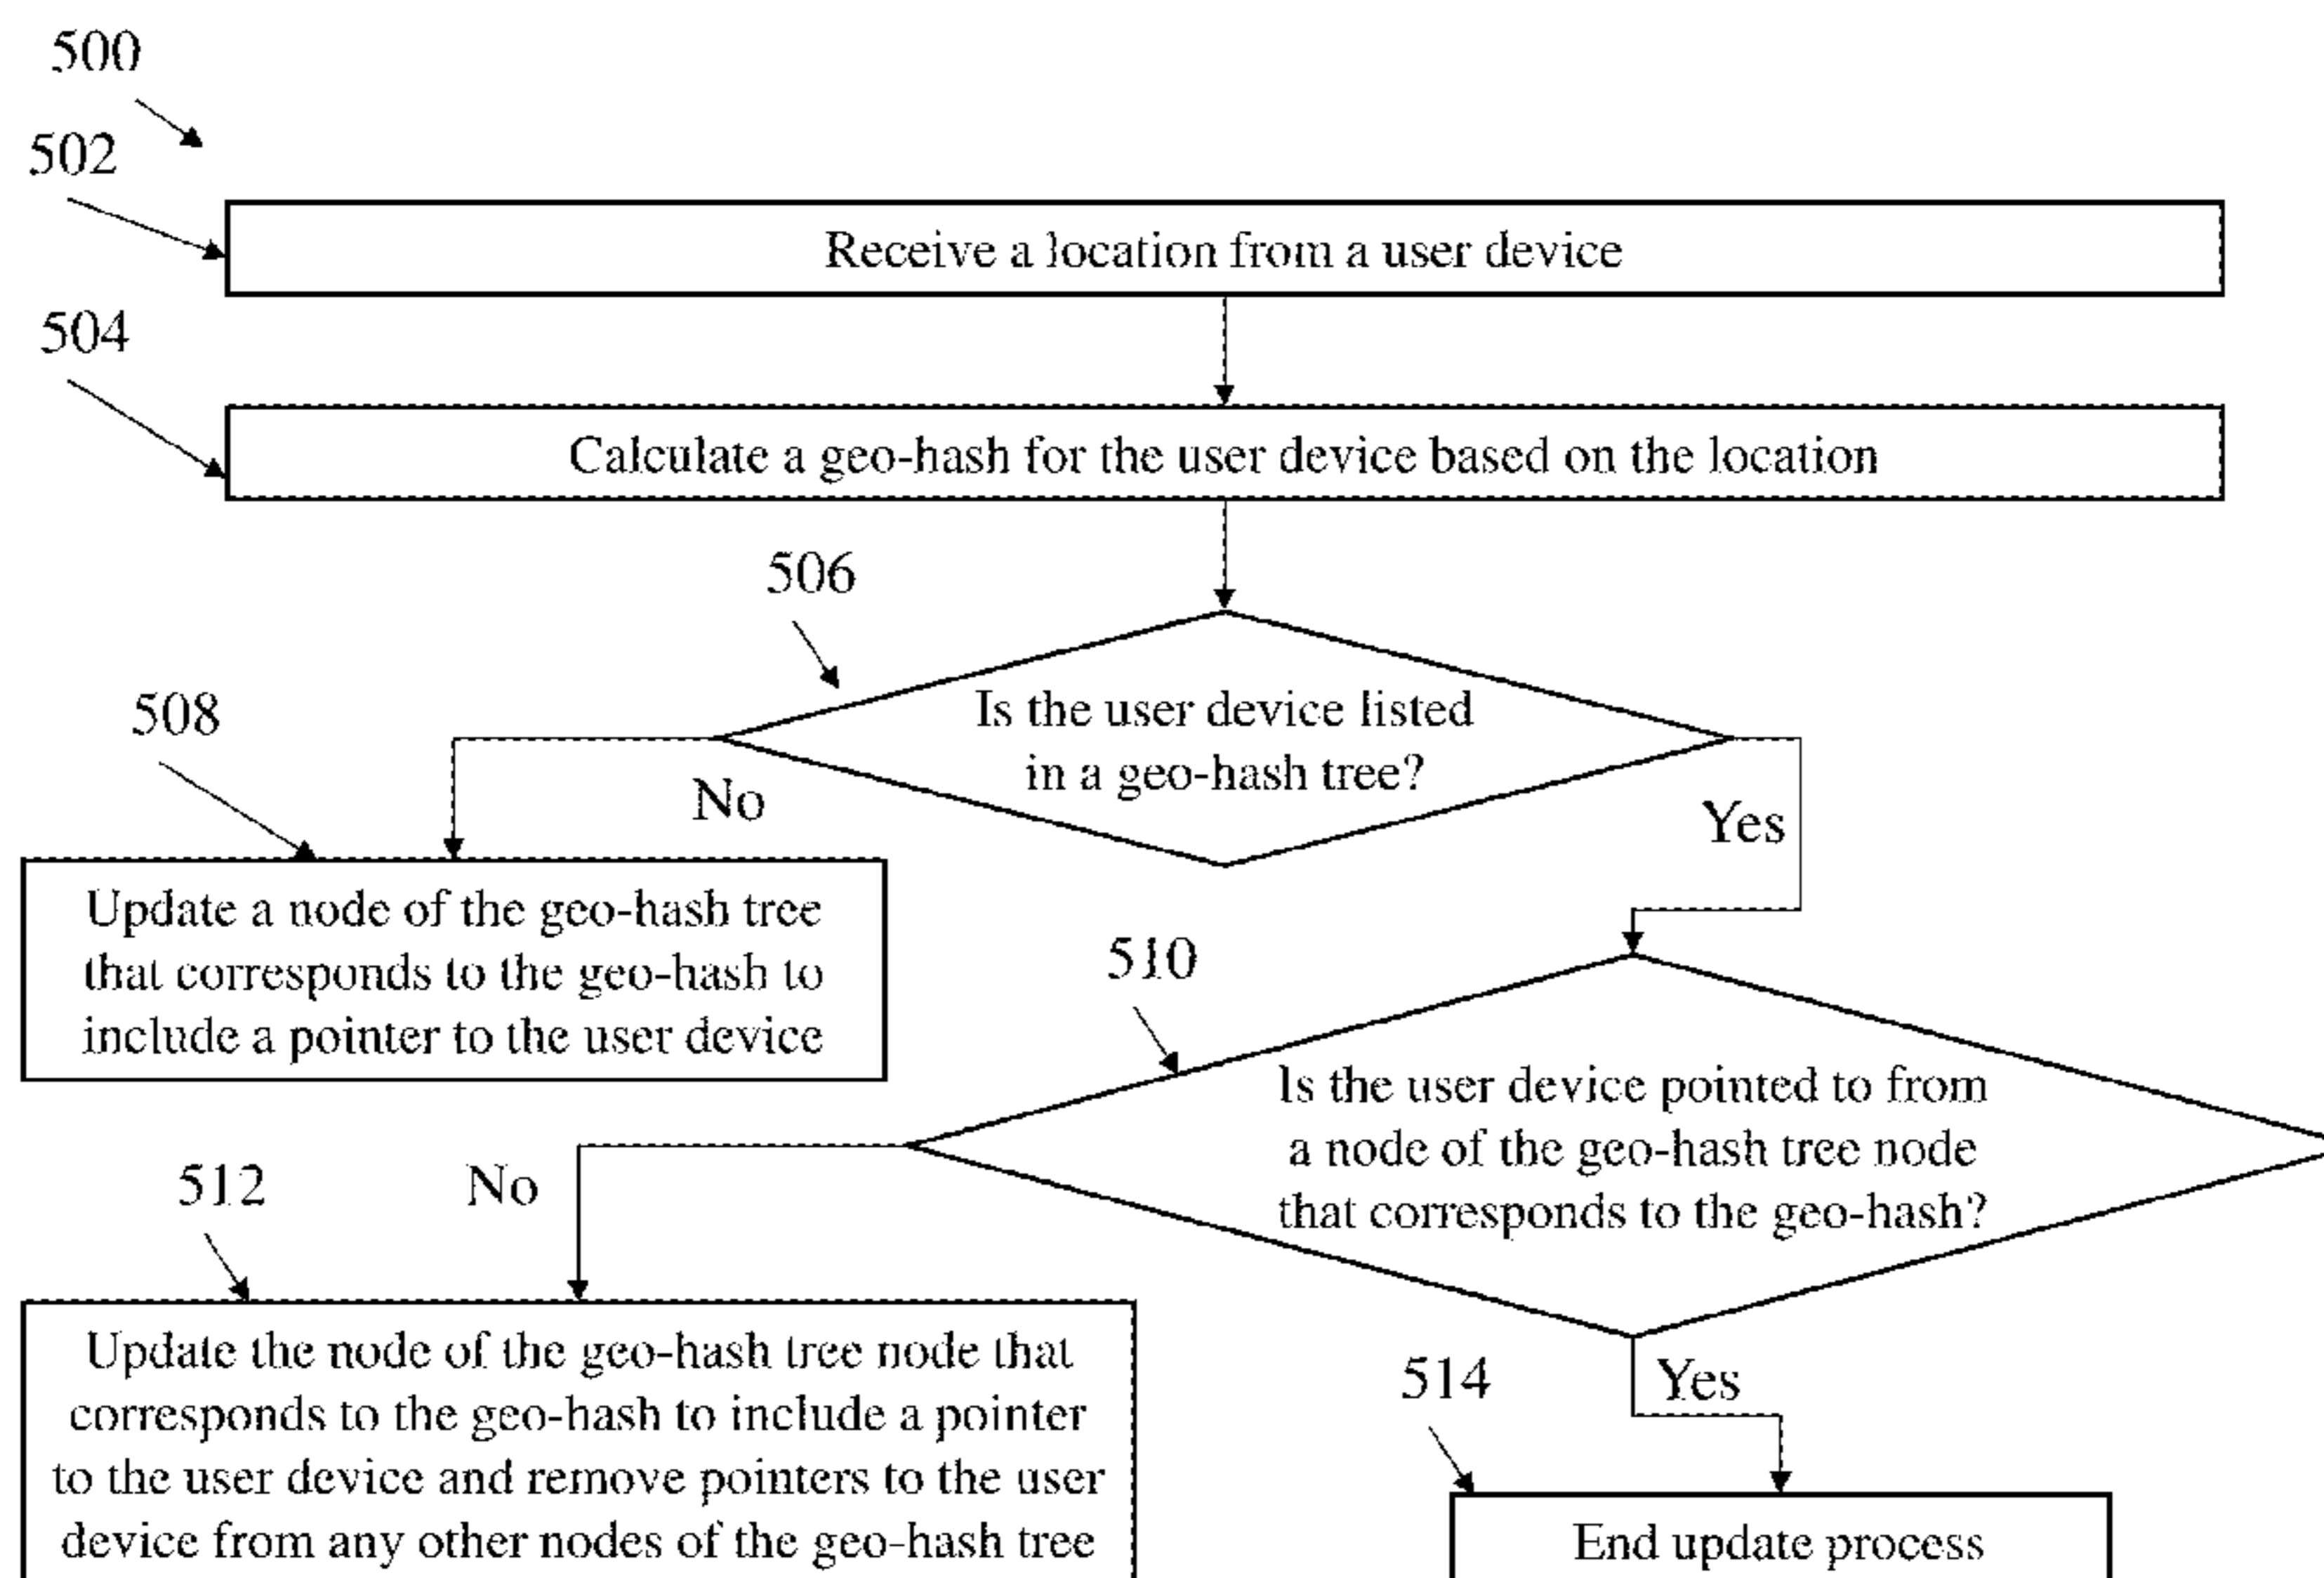 500
502
Receive a location from a user device
504
Calculate a geo-hash for the user device based on the location
506
Is the user device listed
in a geo-hash tree?
508
No
Yes
Update a node of the geo-hash tree
that corresponds to the geo-hash to
include a pointer to the user device
510
Is the user device pointed to from
a node of the geo-hash tree node
that corresponds to the geo-hash?
512
No
Update the node of the geo-hash tree node that
corresponds to the geo-hash to include a pointer
to the user device and remove pointers to the user
device from any other nodes of the geo-hash tree
514
Yes
End update process